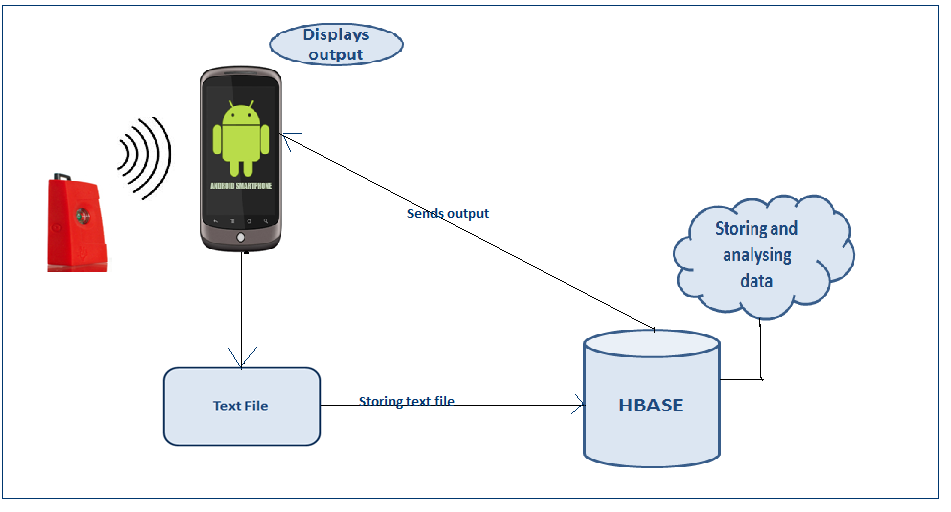 Displays
output
ANDROID SMARTPHONE
Sends output
Storing and
analysing
data
Text File
Storing text file
HBASE